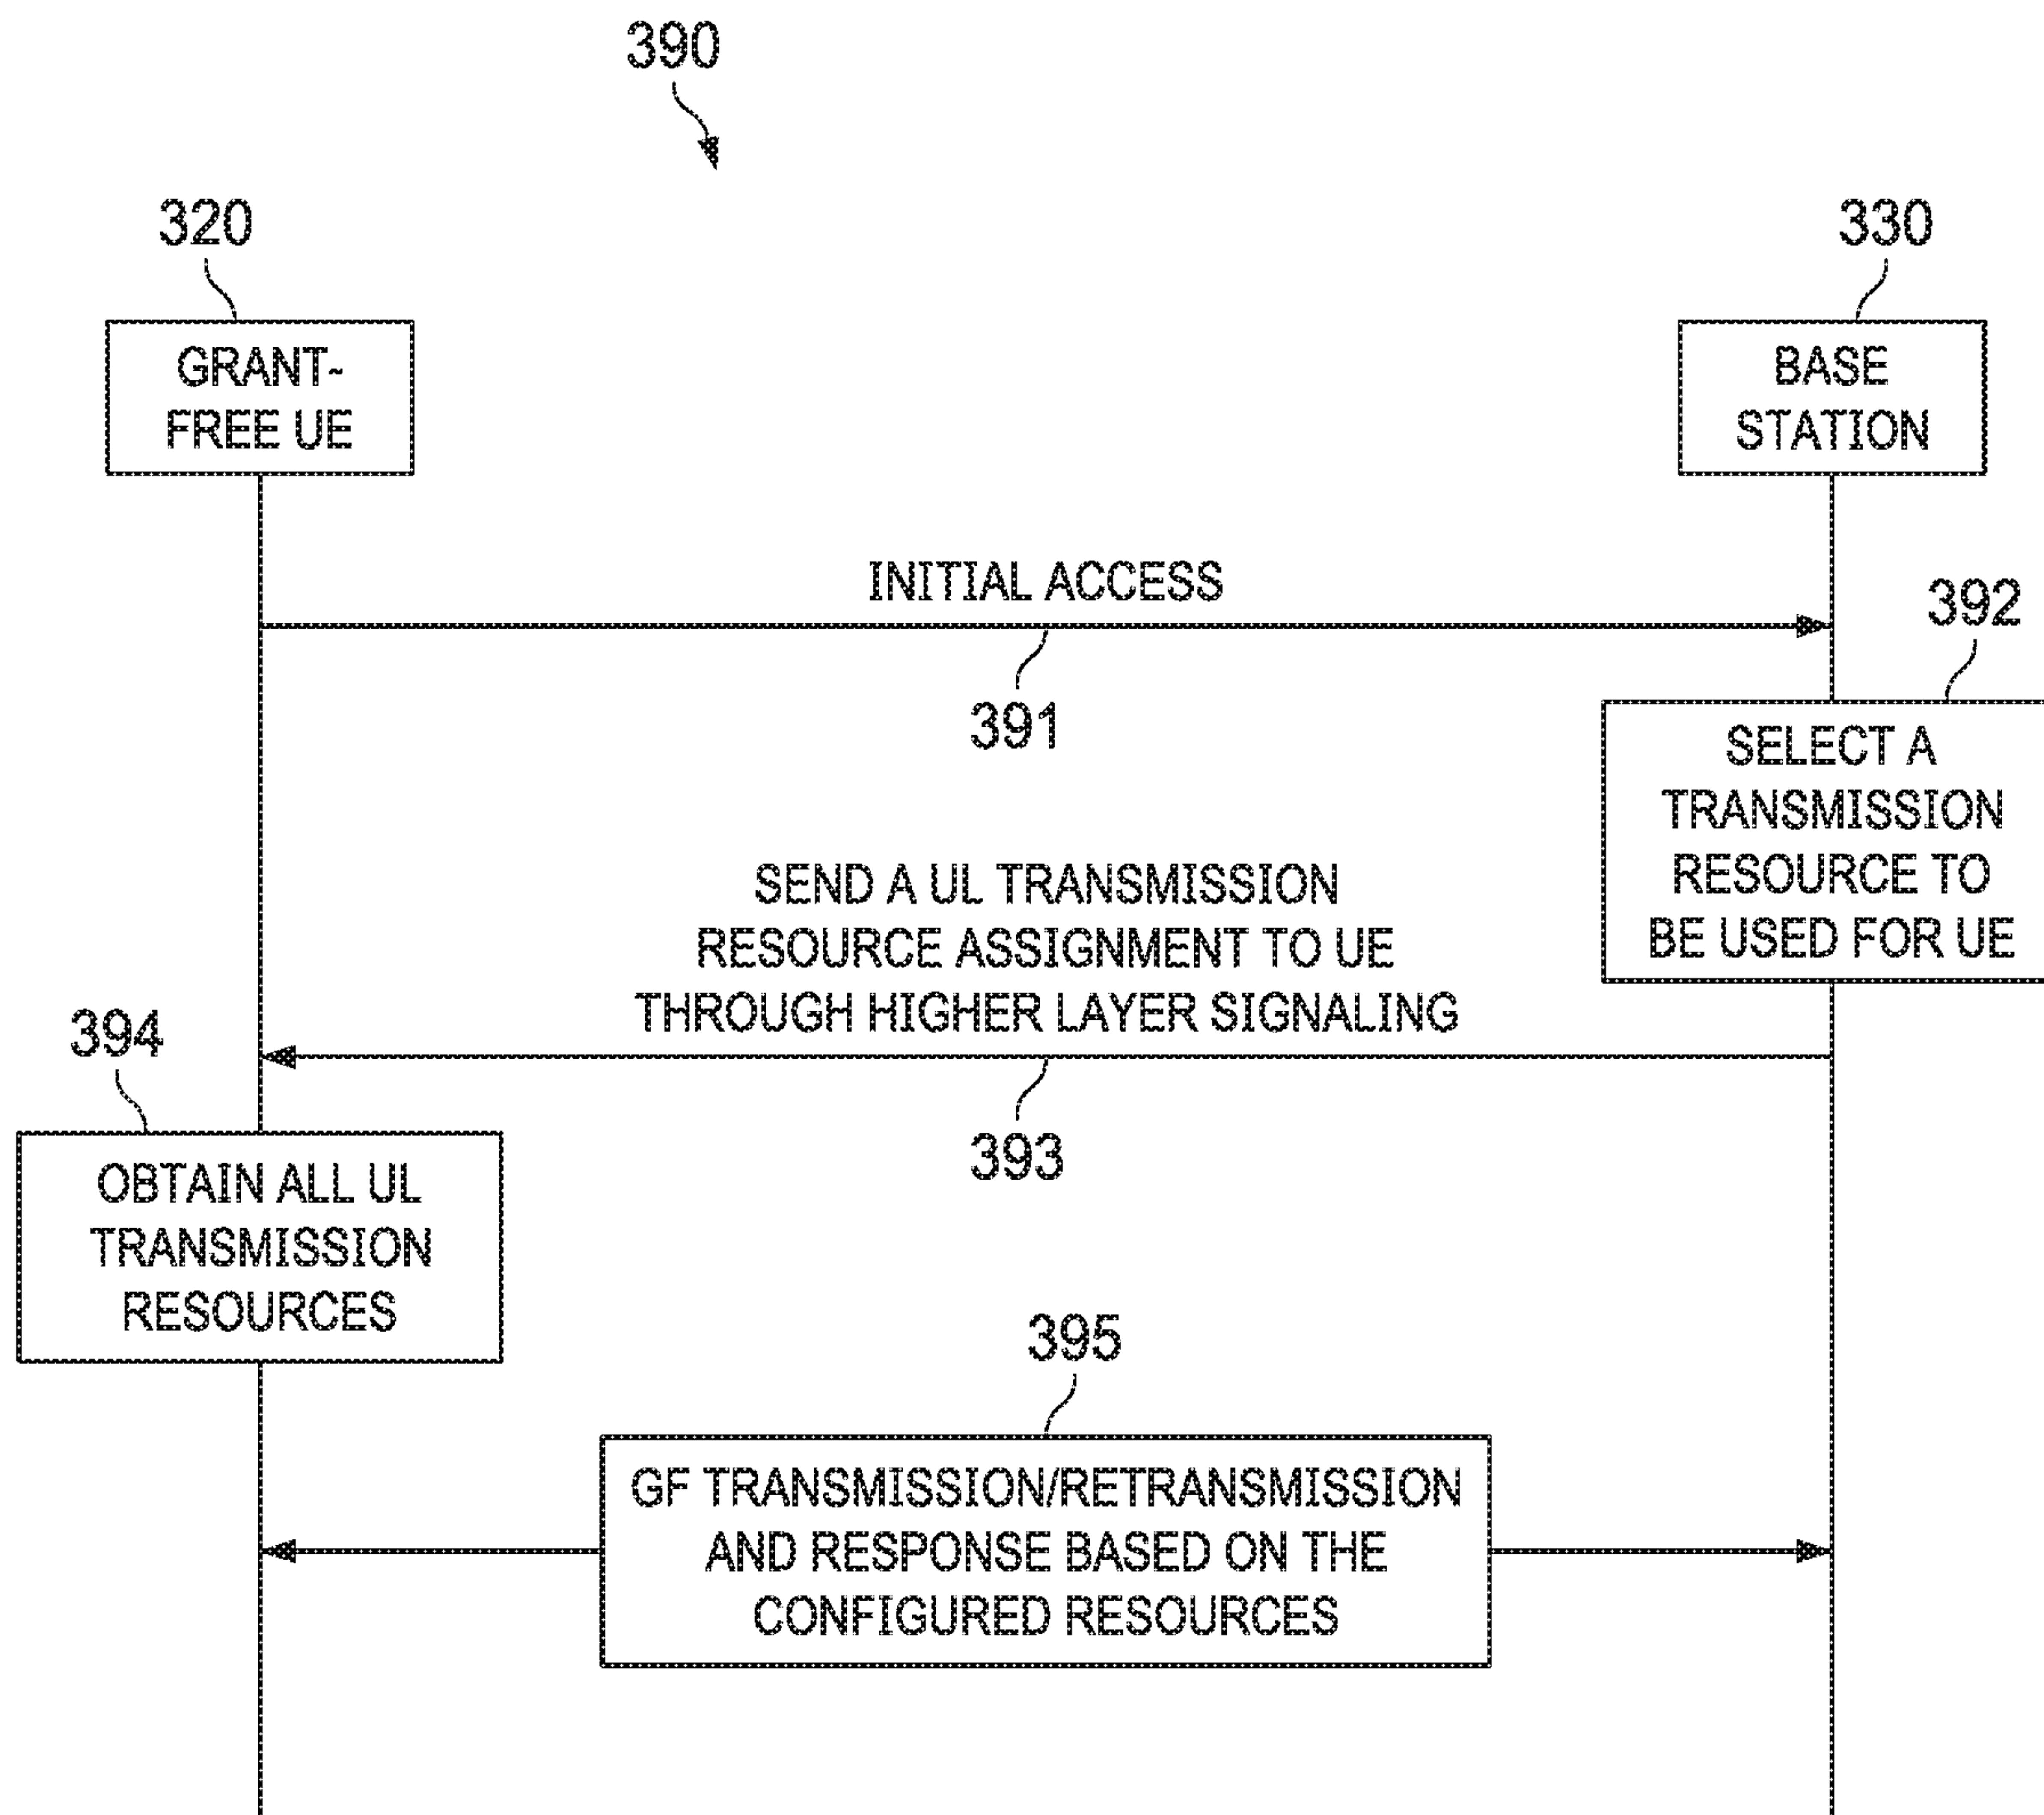 390
320
330
GRANT-
FREE UE
BASE
STATION
INITIAL ACCESS
391
392
SELECT A
TRANSMISSION
RESOURCE TO
BE USED FOR UE
SEND A UL TRANSMISSION
RESOURCE ASSIGNMENT TO UE
THROUGH HIGHER LAYER SIGNALING
393
394
OBTAIN ALL UL
TRANSMISSION
RESOURCES
395
GF TRANSMISSION/RETRANSMISSION
AND RESPONSE BASED ON THE
CONFIGURED RESOURCES